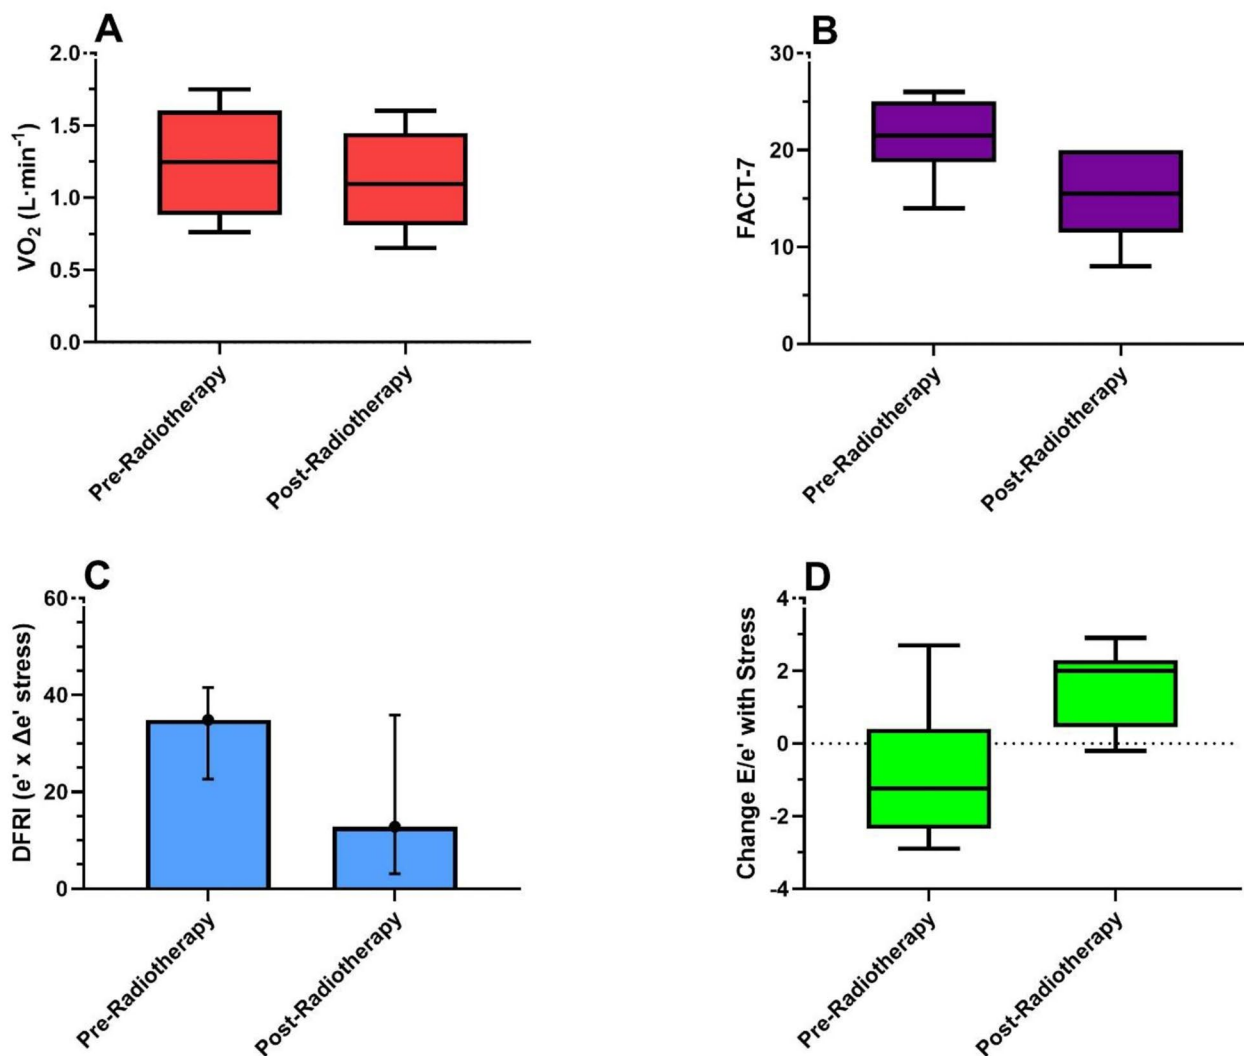 A
VO₂ (L·min⁻¹)
2.0
1.5
1.0
0.5
0.0
Pre-Radiotherapy
Post-Radiotherapy
B
FACT-7
30
20
10
0
Pre-Radiotherapy
Post-Radiotherapy
C
DFRI (e' x Δe' stress)
60
40
20
0
Pre-Radiotherapy
Post-Radiotherapy
D
Change E/e' with Stress
4
2
0
-2
-4
Pre-Radiotherapy
Post-Radiotherapy